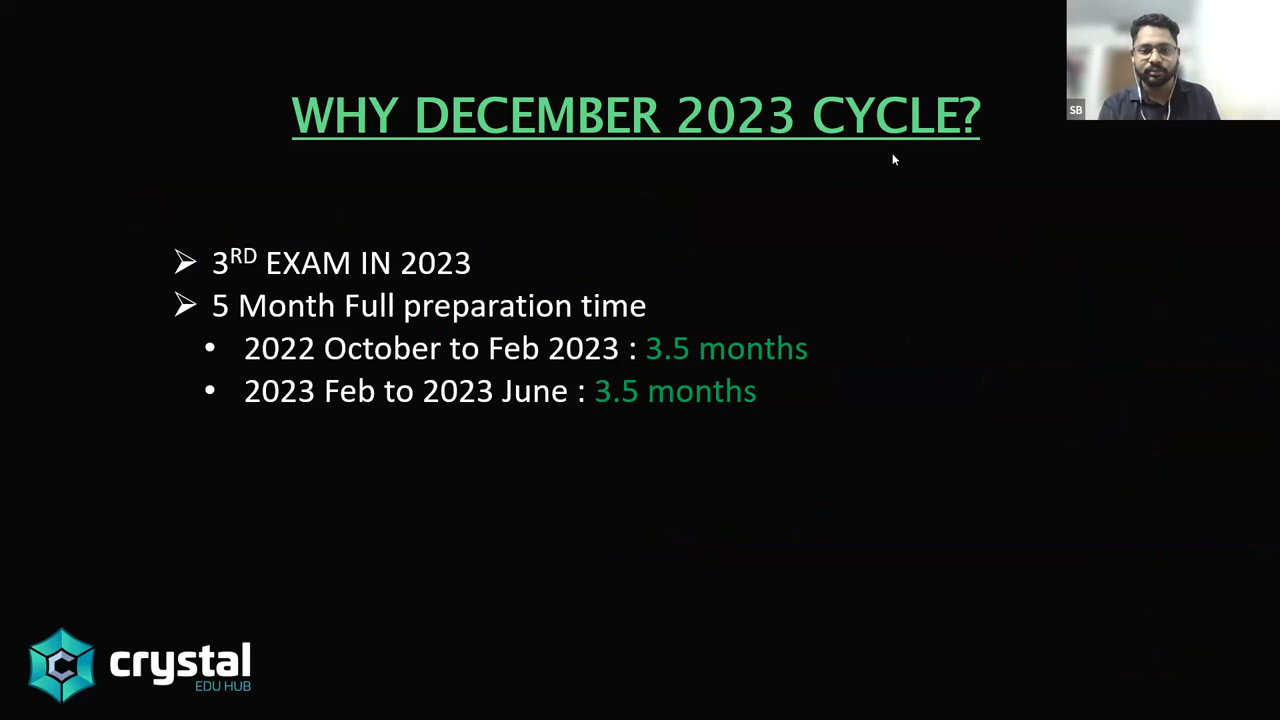 WHY DECEMBER 2023 CYCLE?
SB
➢ 3RD EXAM IN 2023
➢ 5 Month Full preparation time
• 2022 October to Feb 2023 : 3.5 months
• 2023 Feb to 2023 June : 3.5 months
crystal
EDU HUB